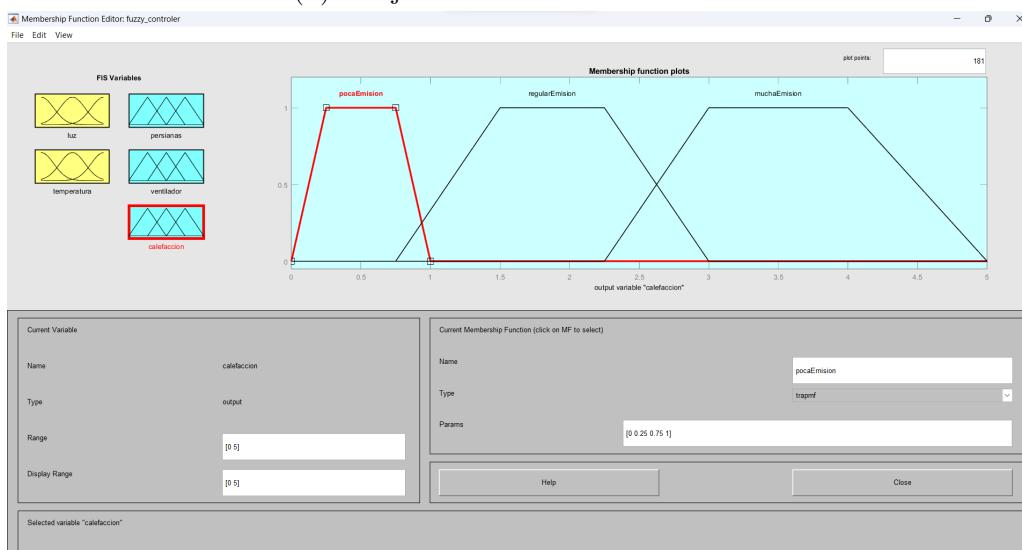 Membership Function Editor: fuzzy_controler
File Edit View
FIS Variables
luz
persianas
temperatura
ventilador
calefaccion
plot points:
181
Membership function plots
pocaEmision
regularEmision
muchaEmision
1
0.5
0
0 0.5 1 1.5 2 2.5 3 3.5 4 4.5 5
output variable "calefaccion"
Current Variable
Name calefaccion
Type output
Range [0 5]
Display Range [0 5]
Current Membership Function (click on MF to select)
Name pocaEmision
Type trapmf
Params [0 0.25 0.75 1]
Help
Close
Selected variable "calefaccion"